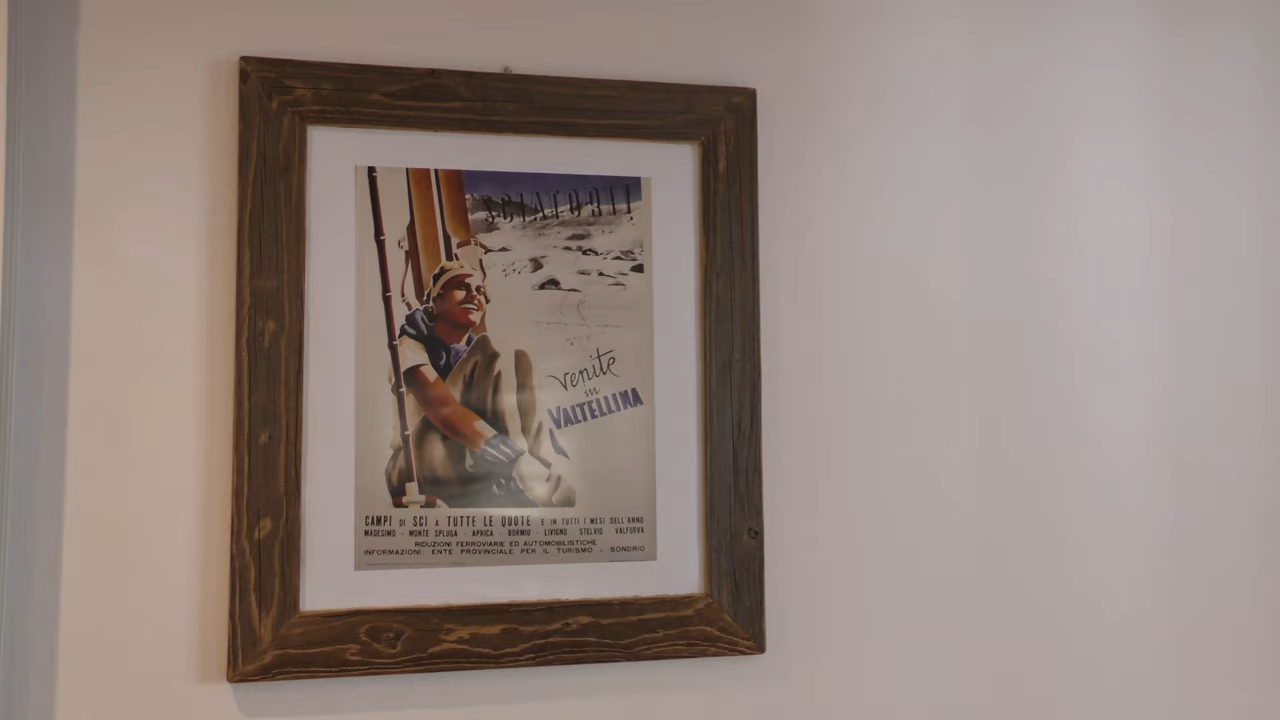 SCIATORI!
venite
in
VALTELLINA
CAMPI DI SCI A TUTTE LE QUOTE E IN TUTTI I MESI DELL'ANNO
MADESIMO - MONTE SPLUGA - APRICA - BORMIO - LIVIGNO - STELVIO - VALFURVA
RIDUZIONI FERROVIARIE ED AUTOMOBILISTICHE
INFORMAZIONI: ENTE PROVINCIALE PER IL TURISMO - SONDRIO